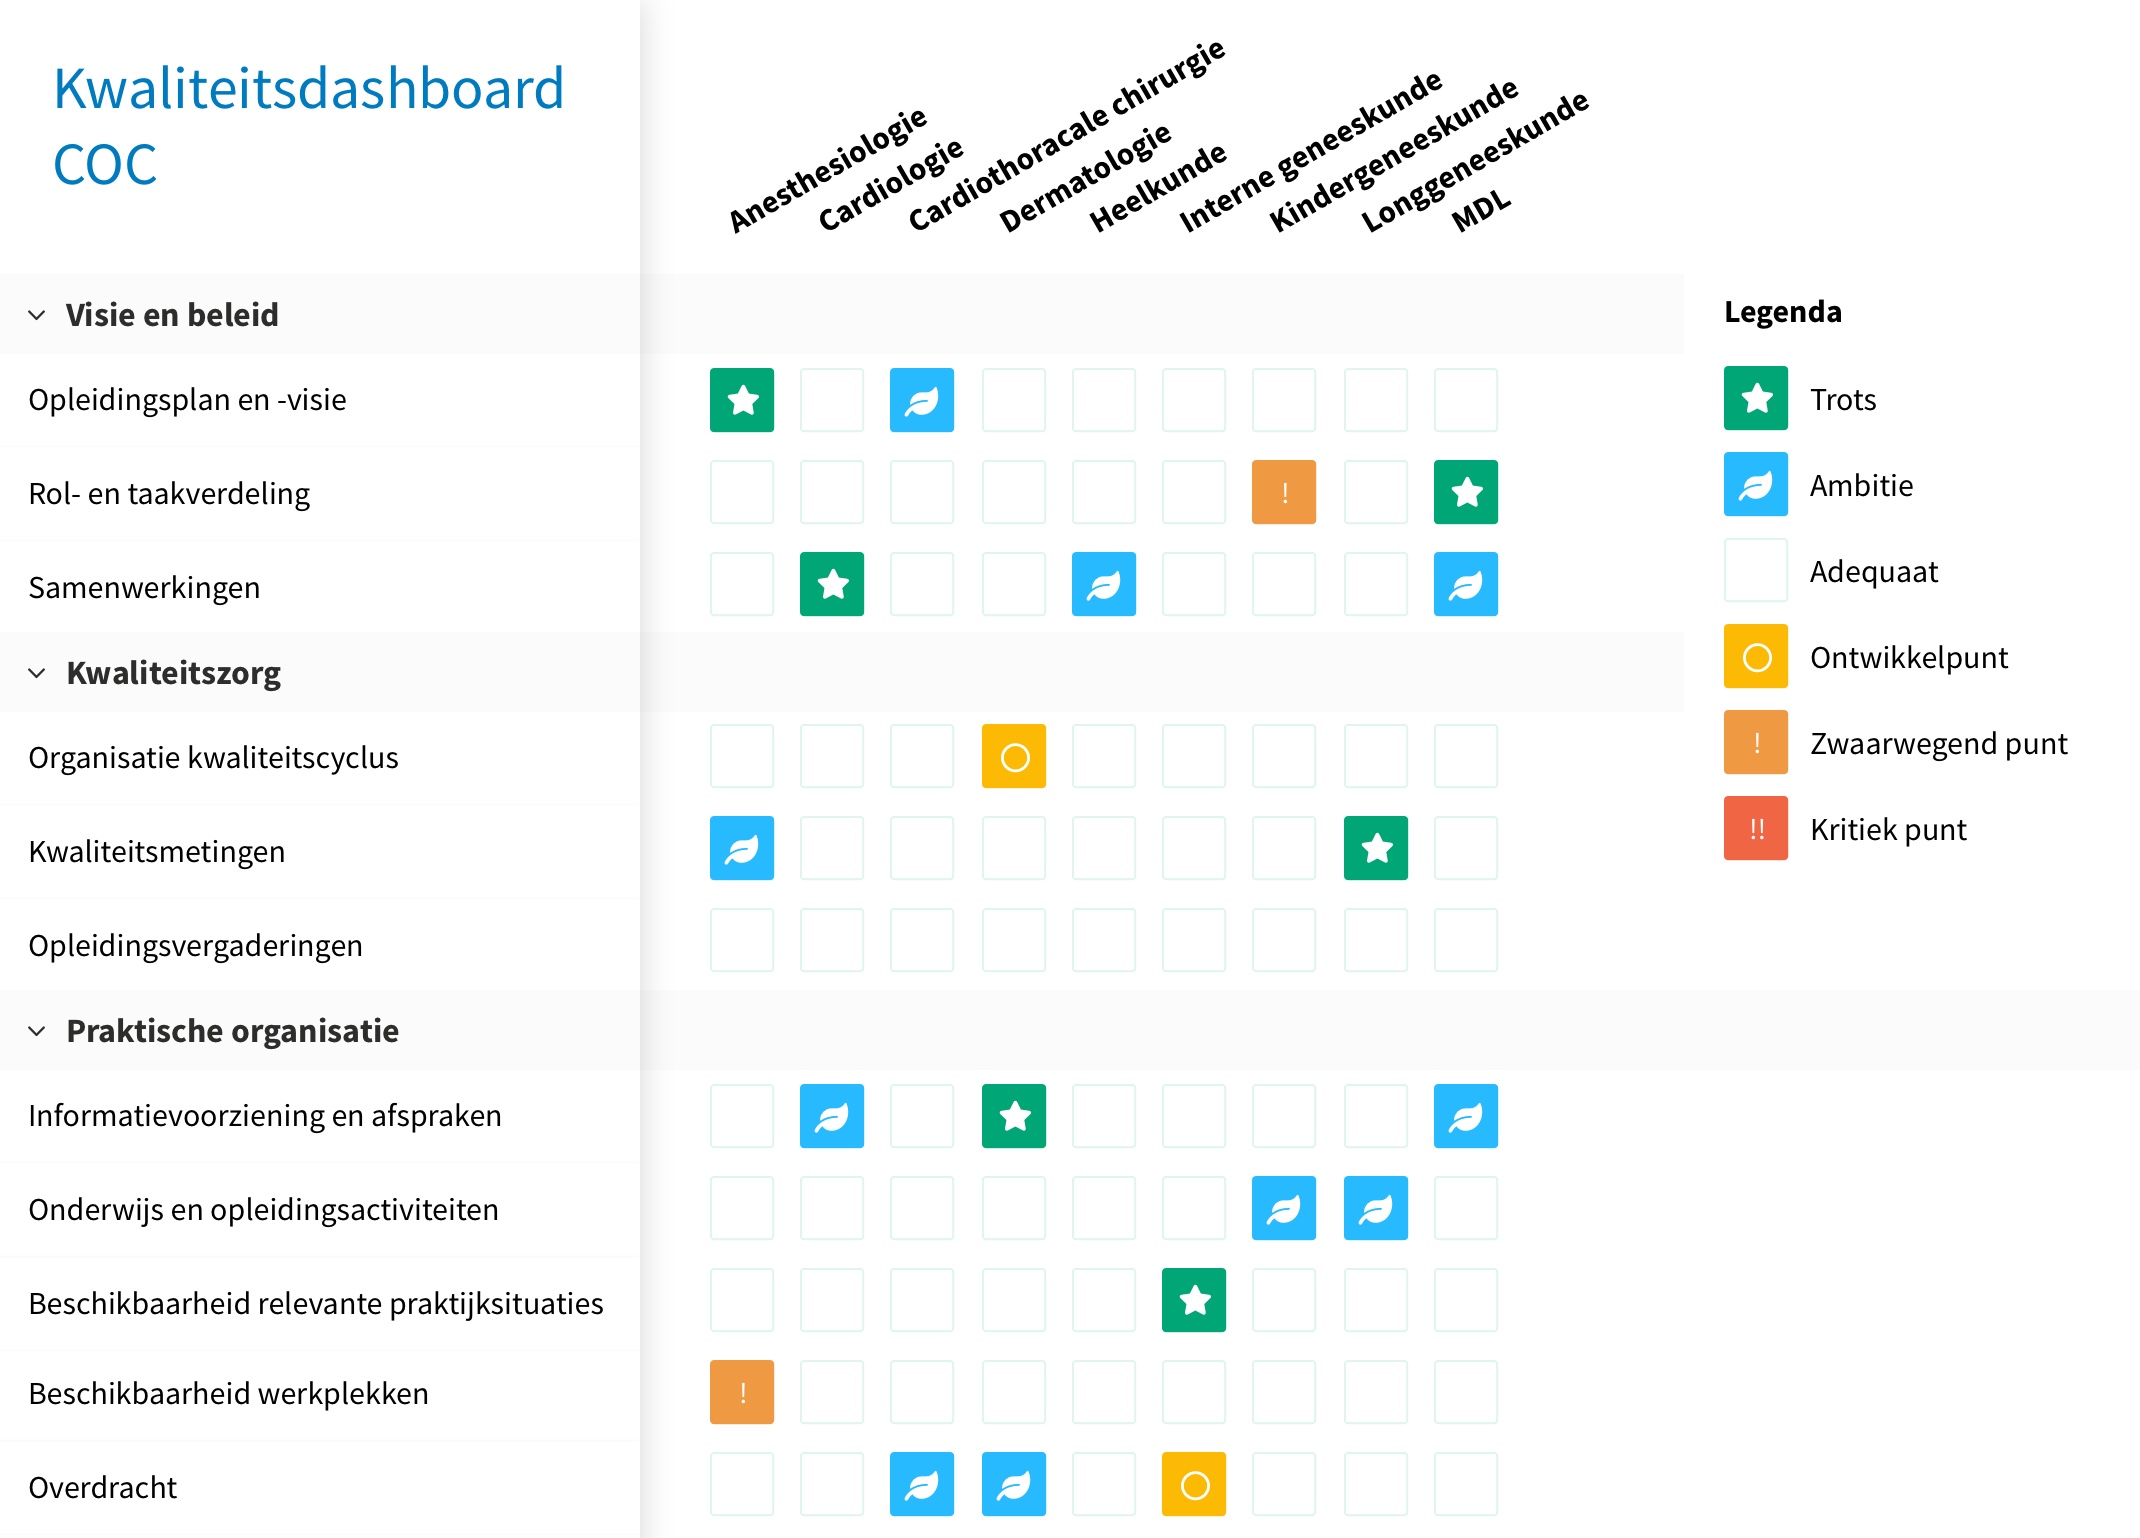 Kwaliteitsdashboard
COC
Anesthesiologie
Cardiologie
Cardiothoracale chirurgie
Dermatologie
Heelkunde
Interne geneeskunde
Kindergeneeskunde
Longgeneeskunde
MDL
Visie en beleid
Opleidingsplan en -visie
Rol- en taakverdeling
!
Samenwerkingen
Kwaliteitszorg
Organisatie kwaliteitscyclus
Kwaliteitsmetingen
Opleidingsvergaderingen
Praktische organisatie
Informatievoorziening en afspraken
Onderwijs en opleidingsactiviteiten
Beschikbaarheid relevante praktijksituaties
Beschikbaarheid werkplekken
!
Overdracht
Legenda
Trots
Ambitie
Adequaat
Ontwikkelpunt
! Zwaarwegend punt
!! Kritiek punt